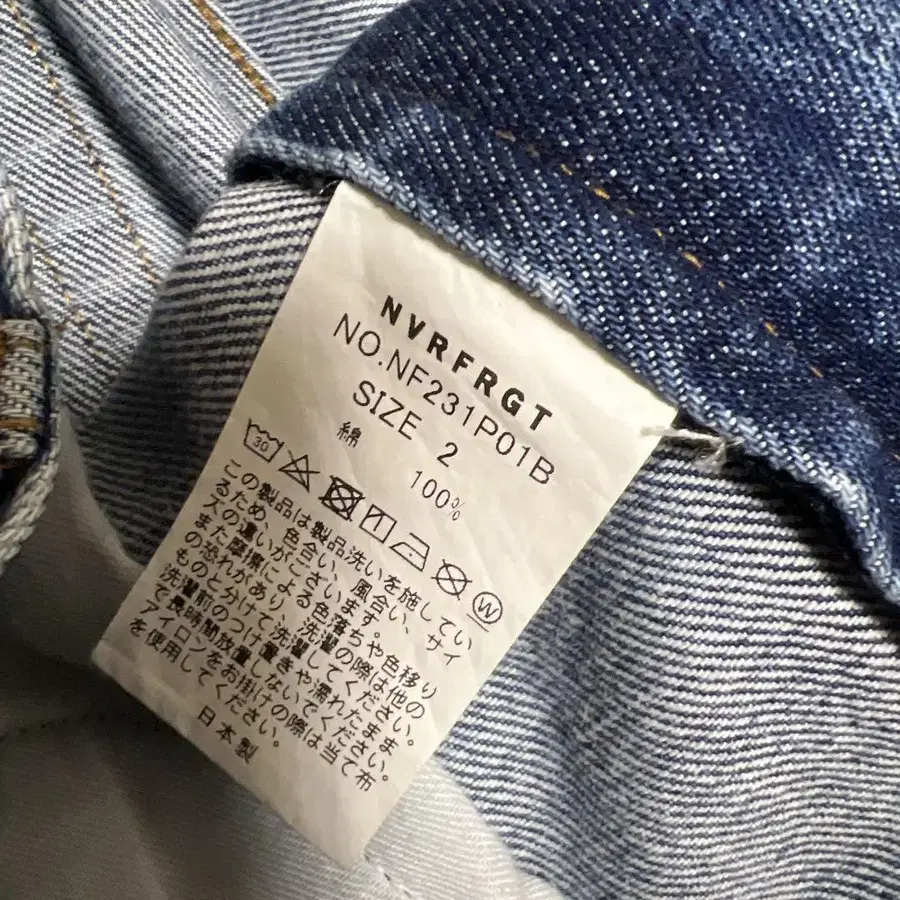 NVRFRGT
NO.NF231P01B
SIZE 2
綿 100%
30 W
この製品は製品洗いを施してい
るため、色合い、風合い、サイ
ズの違いがございます。
また摩擦による色落ちや色移り
の恐れがあり、洗濯の際は他の
ものと分けて洗濯してください。
洗濯前のつけ置きや濡れたまま
で長時間放置しないでください。
アイロンをお掛けの際は当て布
を使用してください。
日本製